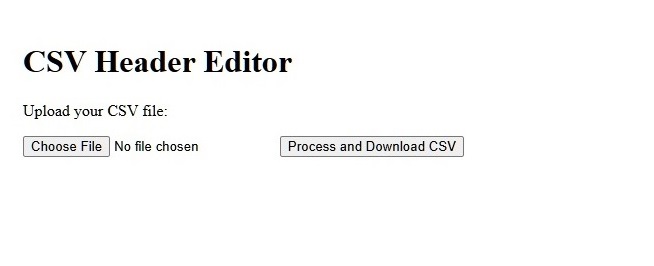 CSV Header Editor
Upload your CSV file:
Choose File No file chosen Process and Download CSV